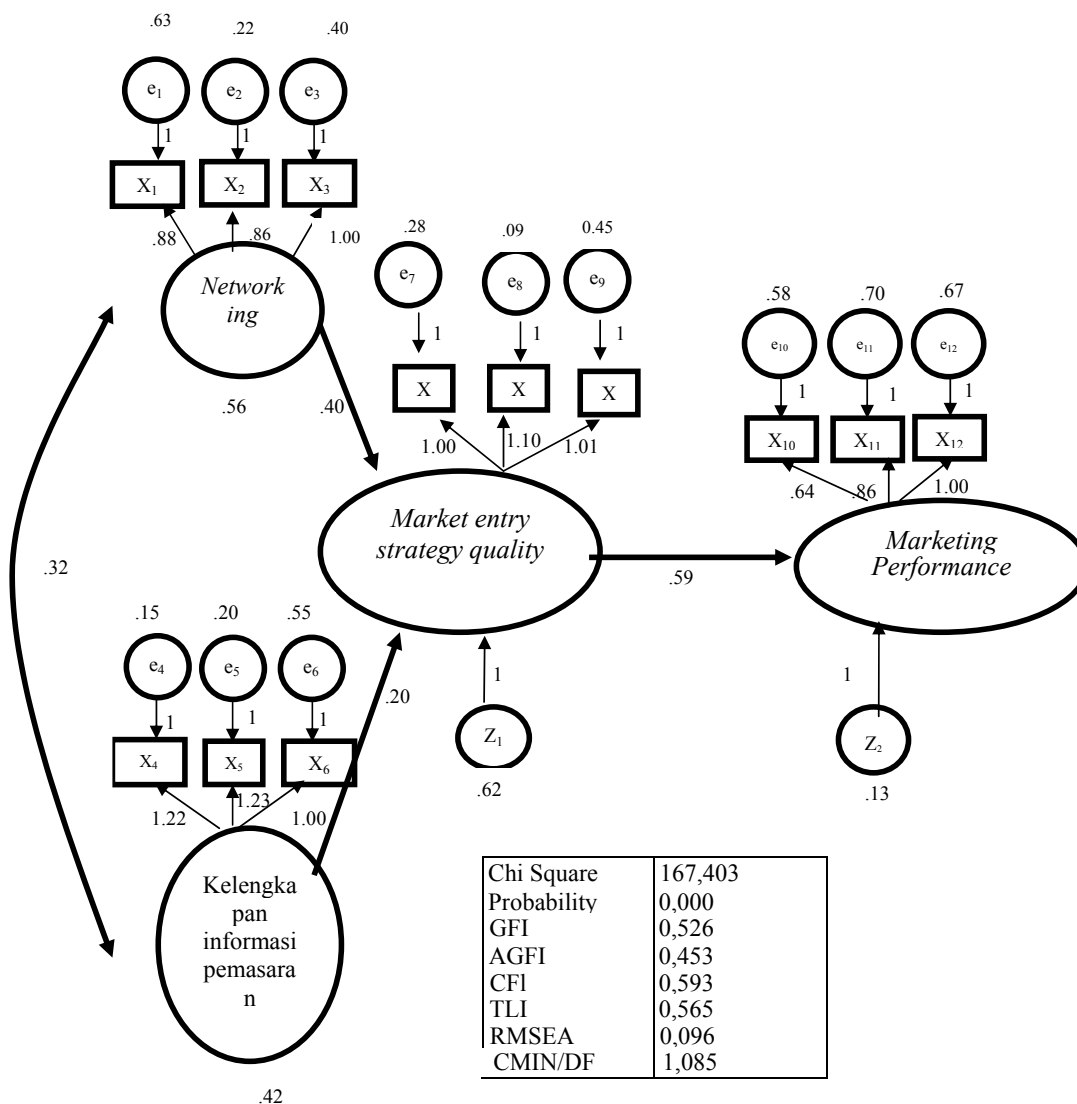 .63 .22 .40
e1 e2 e3
1 1 1
X1 X2 X3
.88 .86 1.00
Network
ing
.56
.40
.28 .09 0.45
e7 e8 e9
1 1 1
X X X
1.00 1.10 1.01
Market entry
strategy quality
.58 .70 .67
e10 e11 e12
1 1 1
X10 X11 X12
.64 .86 1.00
Marketing
Performance
.32
.59
.15 .20 .55
e4 e5 e6
1 1 1
X4 X5 X6
1.22 1.23 1.00
.20
1
Z1
.62
1
Z2
.13
Kelengka
pan
informasi
pemasara
n
.42
Chi Square 167,403
Probability 0,000
GFI 0,526
AGFI 0,453
CFI 0,593
TLI 0,565
RMSEA 0,096
CMIN/DF 1,085